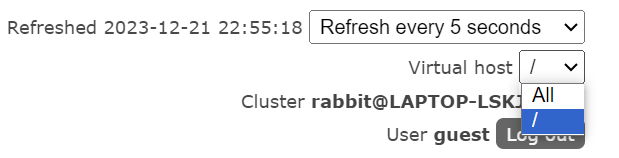 Refreshed 2023-12-21 22:55:18 Refresh every 5 seconds
Virtual host /
All
Cluster rabbit@LAPTOP-LSK
/
User guest Log out